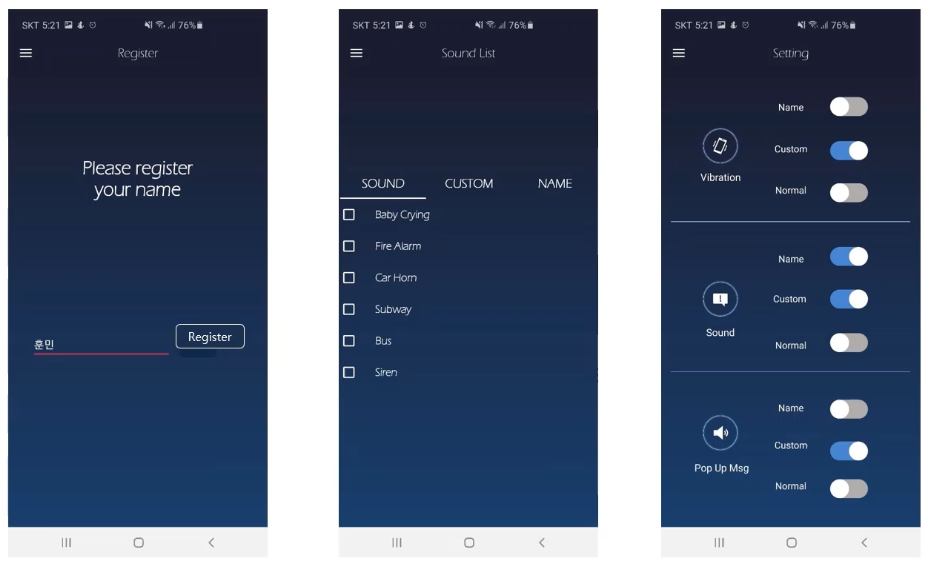 SKT 5:21 76%
Register
Please register
your name
훈민
Register
SKT 5:21 76%
Sound List
SOUND CUSTOM NAME
Baby Crying
Fire Alarm
Car Horn
Subway
Bus
Siren
SKT 5:21 76%
Setting
Name
Custom
Vibration
Normal
Name
Custom
Sound
Normal
Name
Custom
Pop Up Msg
Normal